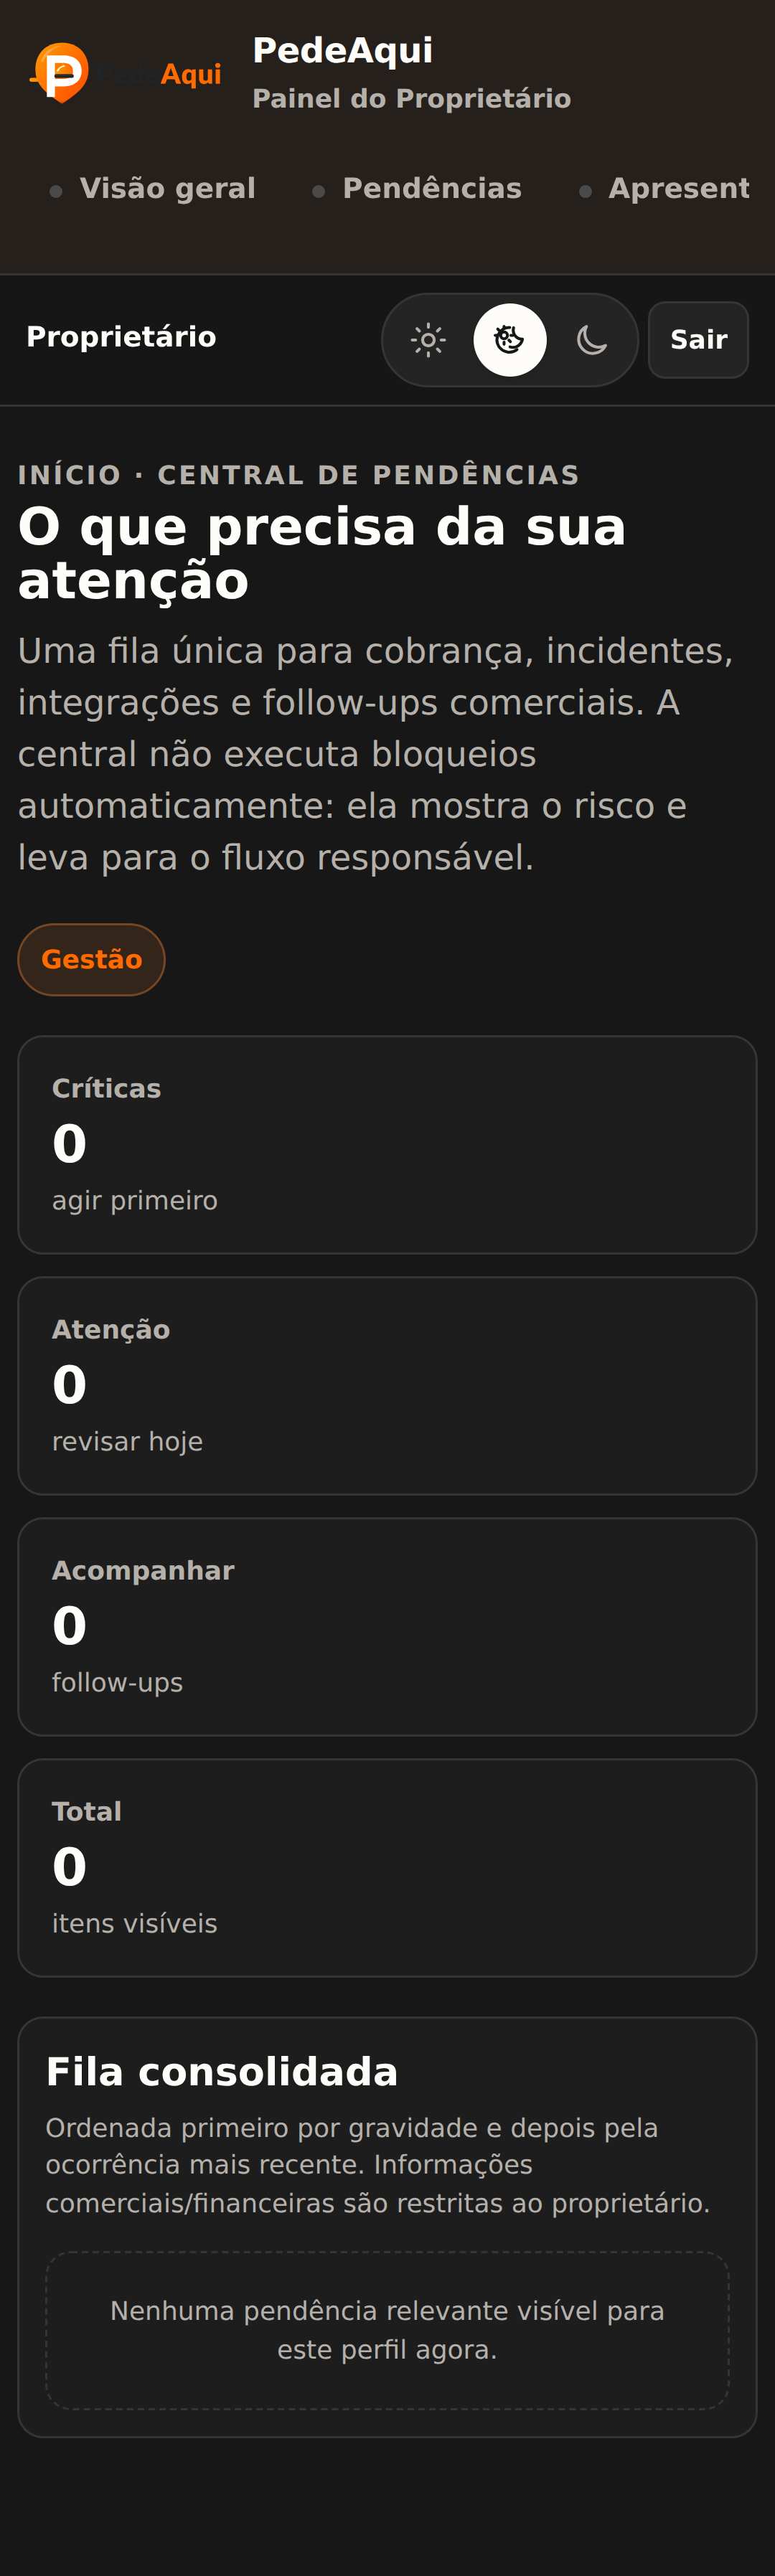 Aqui
PedeAqui
Painel do Proprietário
Visão geral
Pendências
Apresent
Proprietário
Sair
INÍCIO · CENTRAL DE PENDÊNCIAS
O que precisa da sua
atenção
Uma fila única para cobrança, incidentes,
integrações e follow-ups comerciais. A
central não executa bloqueios
automaticamente: ela mostra o risco e
leva para o fluxo responsável.
Gestão
Críticas
0
agir primeiro
Atenção
0
revisar hoje
Acompanhar
0
follow-ups
Total
0
itens visíveis
Fila consolidada
Ordenada primeiro por gravidade e depois pela
ocorrência mais recente. Informações
comerciais/financeiras são restritas ao proprietário.
Nenhuma pendência relevante visível para
este perfil agora.